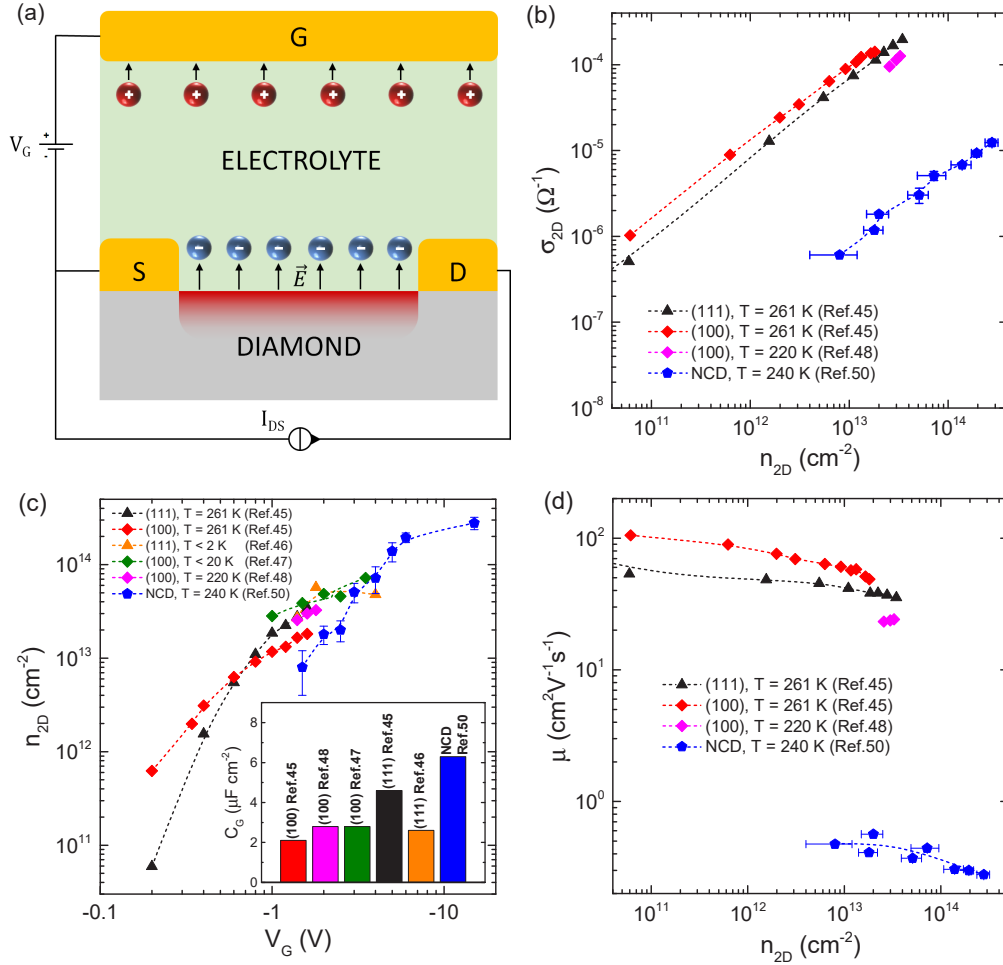 (a)
G
+ + + + + +
V_G
+
-
ELECTROLYTE
- - - - - -
S
E⃗
D
DIAMOND
I_DS
(b)
σ_2D (Ω^-1)
10^-4
10^-5
10^-6
10^-7
10^-8
(111), T = 261 K (Ref.45)
(100), T = 261 K (Ref.45)
(100), T = 220 K (Ref.48)
NCD, T = 240 K (Ref.50)
10^11 10^12 10^13 10^14
n_2D (cm^-2)
(c)
n_2D (cm^-2)
10^14
10^13
10^12
10^11
(111), T = 261 K (Ref.45)
(100), T = 261 K (Ref.45)
(111), T < 2 K (Ref.46)
(100), T < 20 K (Ref.47)
(100), T = 220 K (Ref.48)
NCD, T = 240 K (Ref.50)
C_G (µF cm^-2)
8
6
4
2
0
(100) Ref.45
(100) Ref.48
(100) Ref.47
(111) Ref.45
(111) Ref.46
NCD
Ref.50
-0.1 -1 -10
V_G (V)
(d)
µ (cm^2V^-1s^-1)
10^2
10^1
10^0
(111), T = 261 K (Ref.45)
(100), T = 261 K (Ref.45)
(100), T = 220 K (Ref.48)
NCD, T = 240 K (Ref.50)
10^11 10^12 10^13 10^14
n_2D (cm^-2)